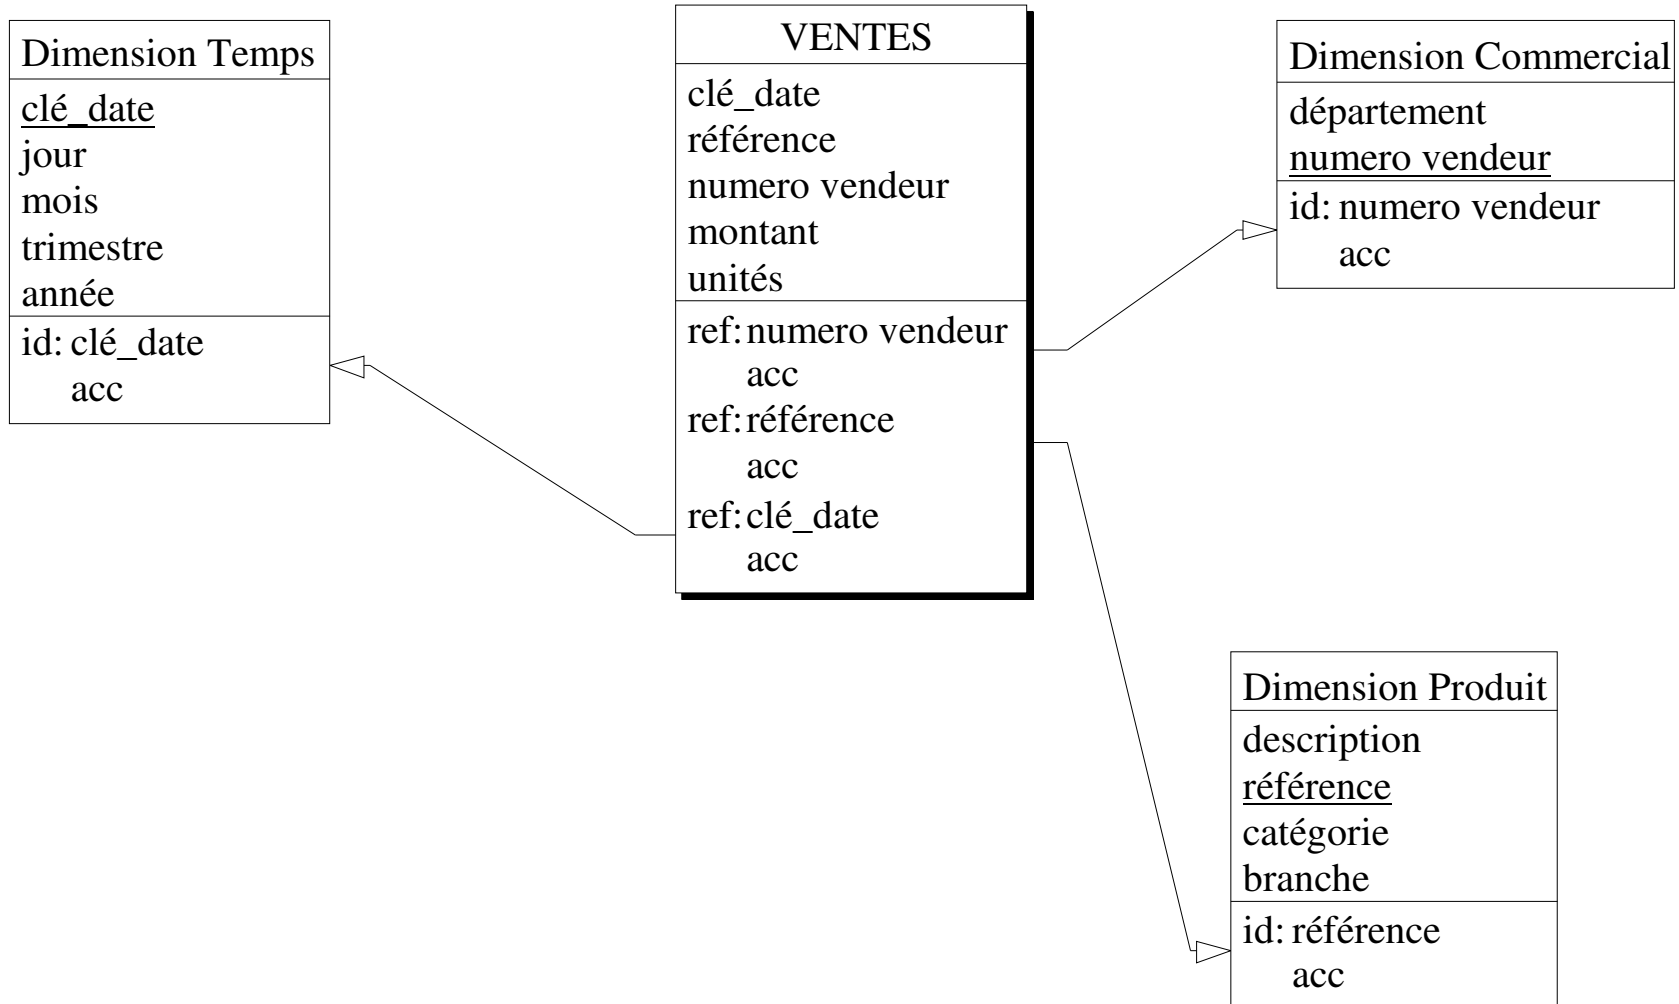 Dimension Temps
clé_date
jour
mois
trimestre
année
id: clé_date
acc
VENTES
clé_date
référence
numero vendeur
montant
unités
ref: numero vendeur
acc
ref: référence
acc
ref: clé_date
acc
Dimension Commercial
département
numero vendeur
id: numero vendeur
acc
Dimension Produit
description
référence
catégorie
branche
id: référence
acc